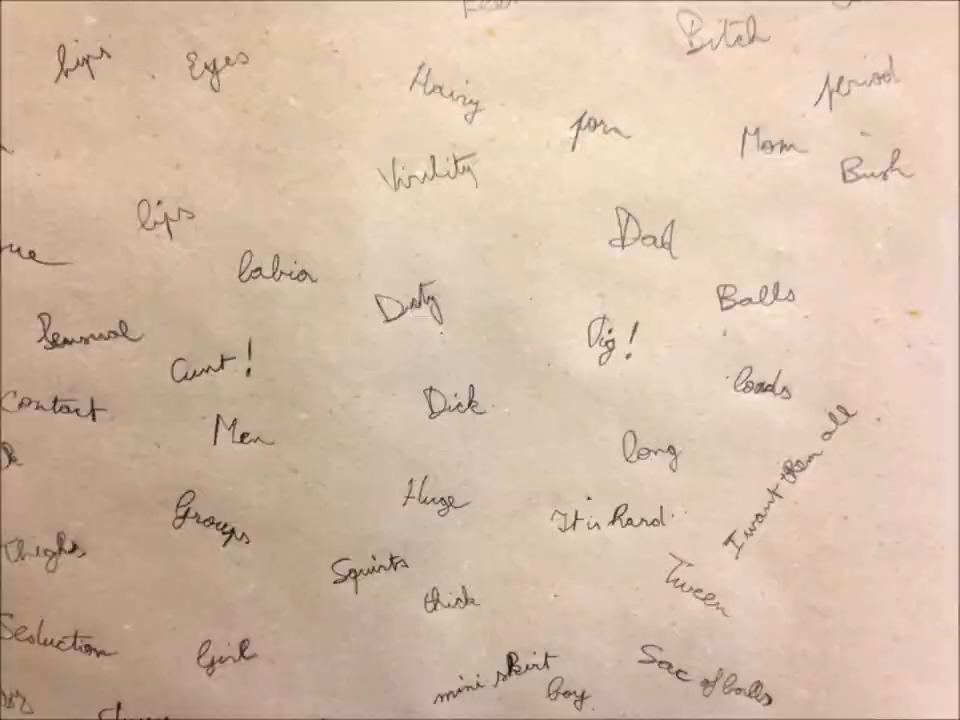 Bitch
lips
Eyes
Hairy
period
porn
Mom
Virility
Bush
lips
Dad
labia
Dirty
Balls
Sensual
Aunt!
Pig!
Contact
Dick
loads
Men
long
I want them all
Huge
It is hard
Groups
Thighs
Squirts
thick
Tween
Seduction
Girl
mini skirt
boy
Sac of balls